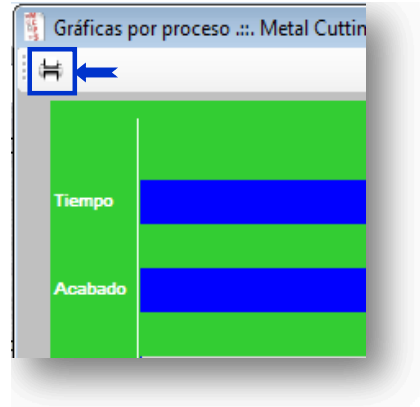 Gráficas por proceso .::. Metal Cuttin
Tiempo
Acabado